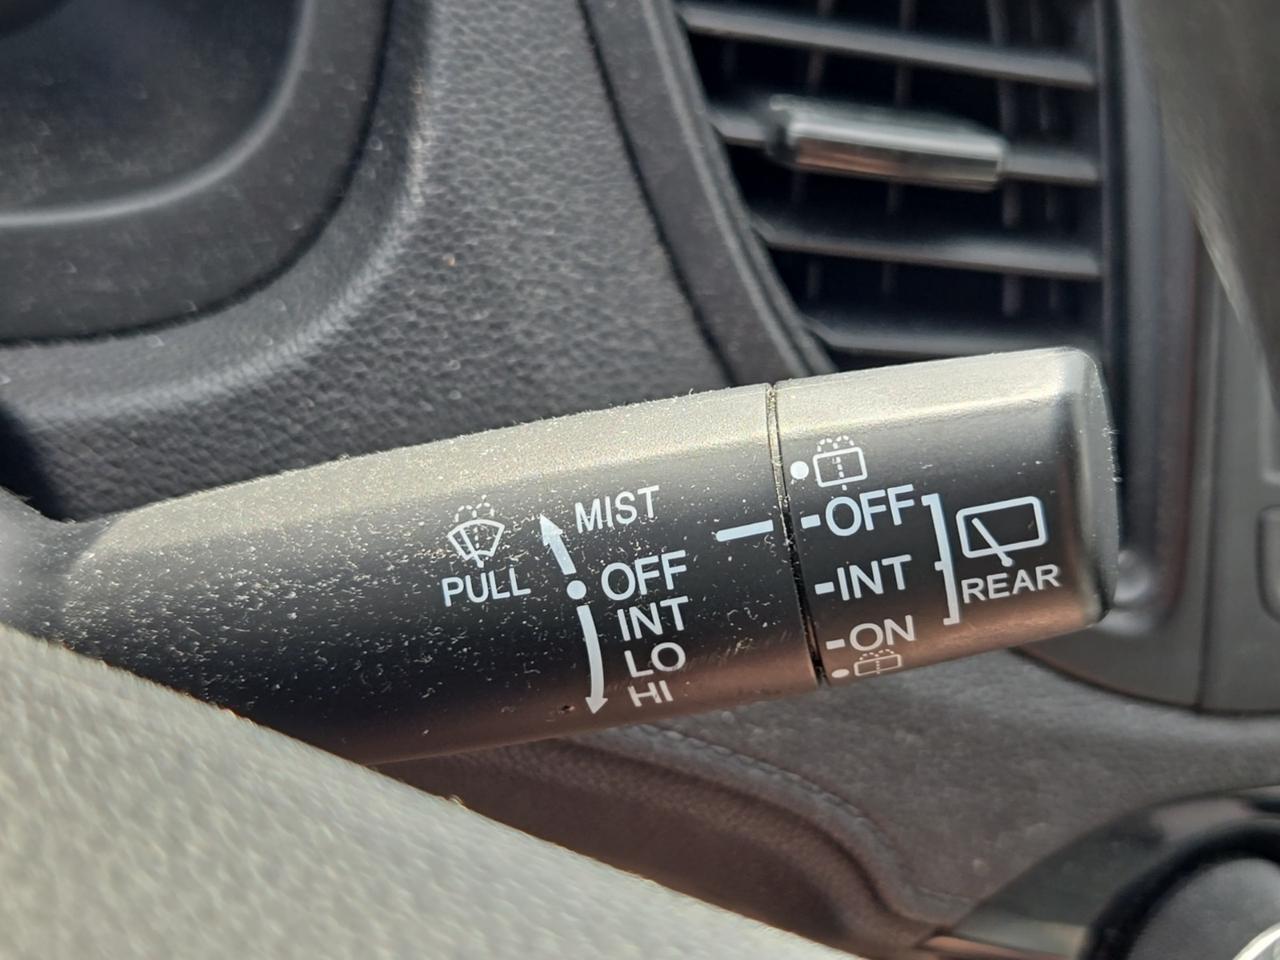 PULL
MIST
OFF
INT
LO
HI
OFF
INT
ON
REAR